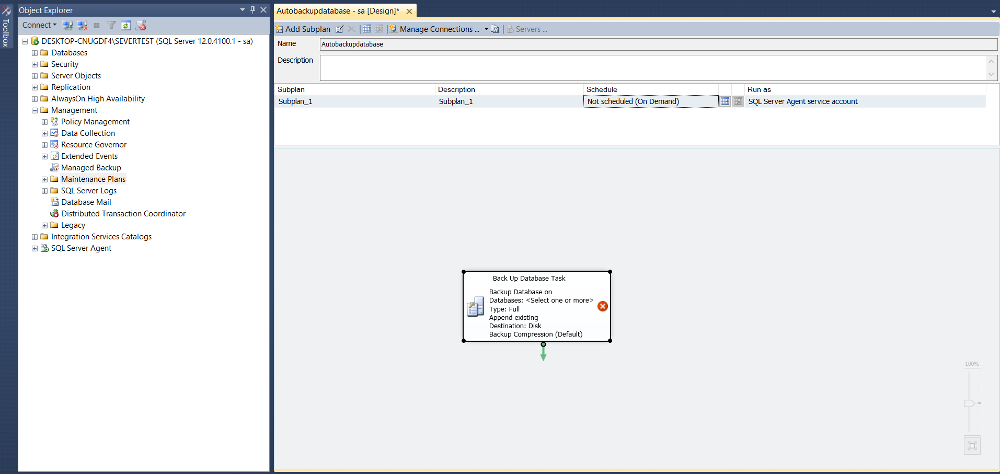 Toolbox
Object Explorer
Connect
DESKTOP-CNUGDF4\SEVERTEST (SQL Server 12.0.4100.1 - sa)
Databases
Security
Server Objects
Replication
AlwaysOn High Availability
Management
Policy Management
Data Collection
Resource Governor
Extended Events
Managed Backup
Maintenance Plans
SQL Server Logs
Database Mail
Distributed Transaction Coordinator
Legacy
Integration Services Catalogs
SQL Server Agent
Autobackupdatabase - sa [Design]*
Add Subplan
Manage Connections ...
Servers ...
Name
Autobackupdatabase
Description
Subplan Description Schedule Run as
Subplan_1 Subplan_1 Not scheduled (On Demand) SQL Server Agent service account
Back Up Database Task
Backup Database on
Databases: <Select one or more>
Type: Full
Append existing
Destination: Disk
Backup Compression (Default)
100%